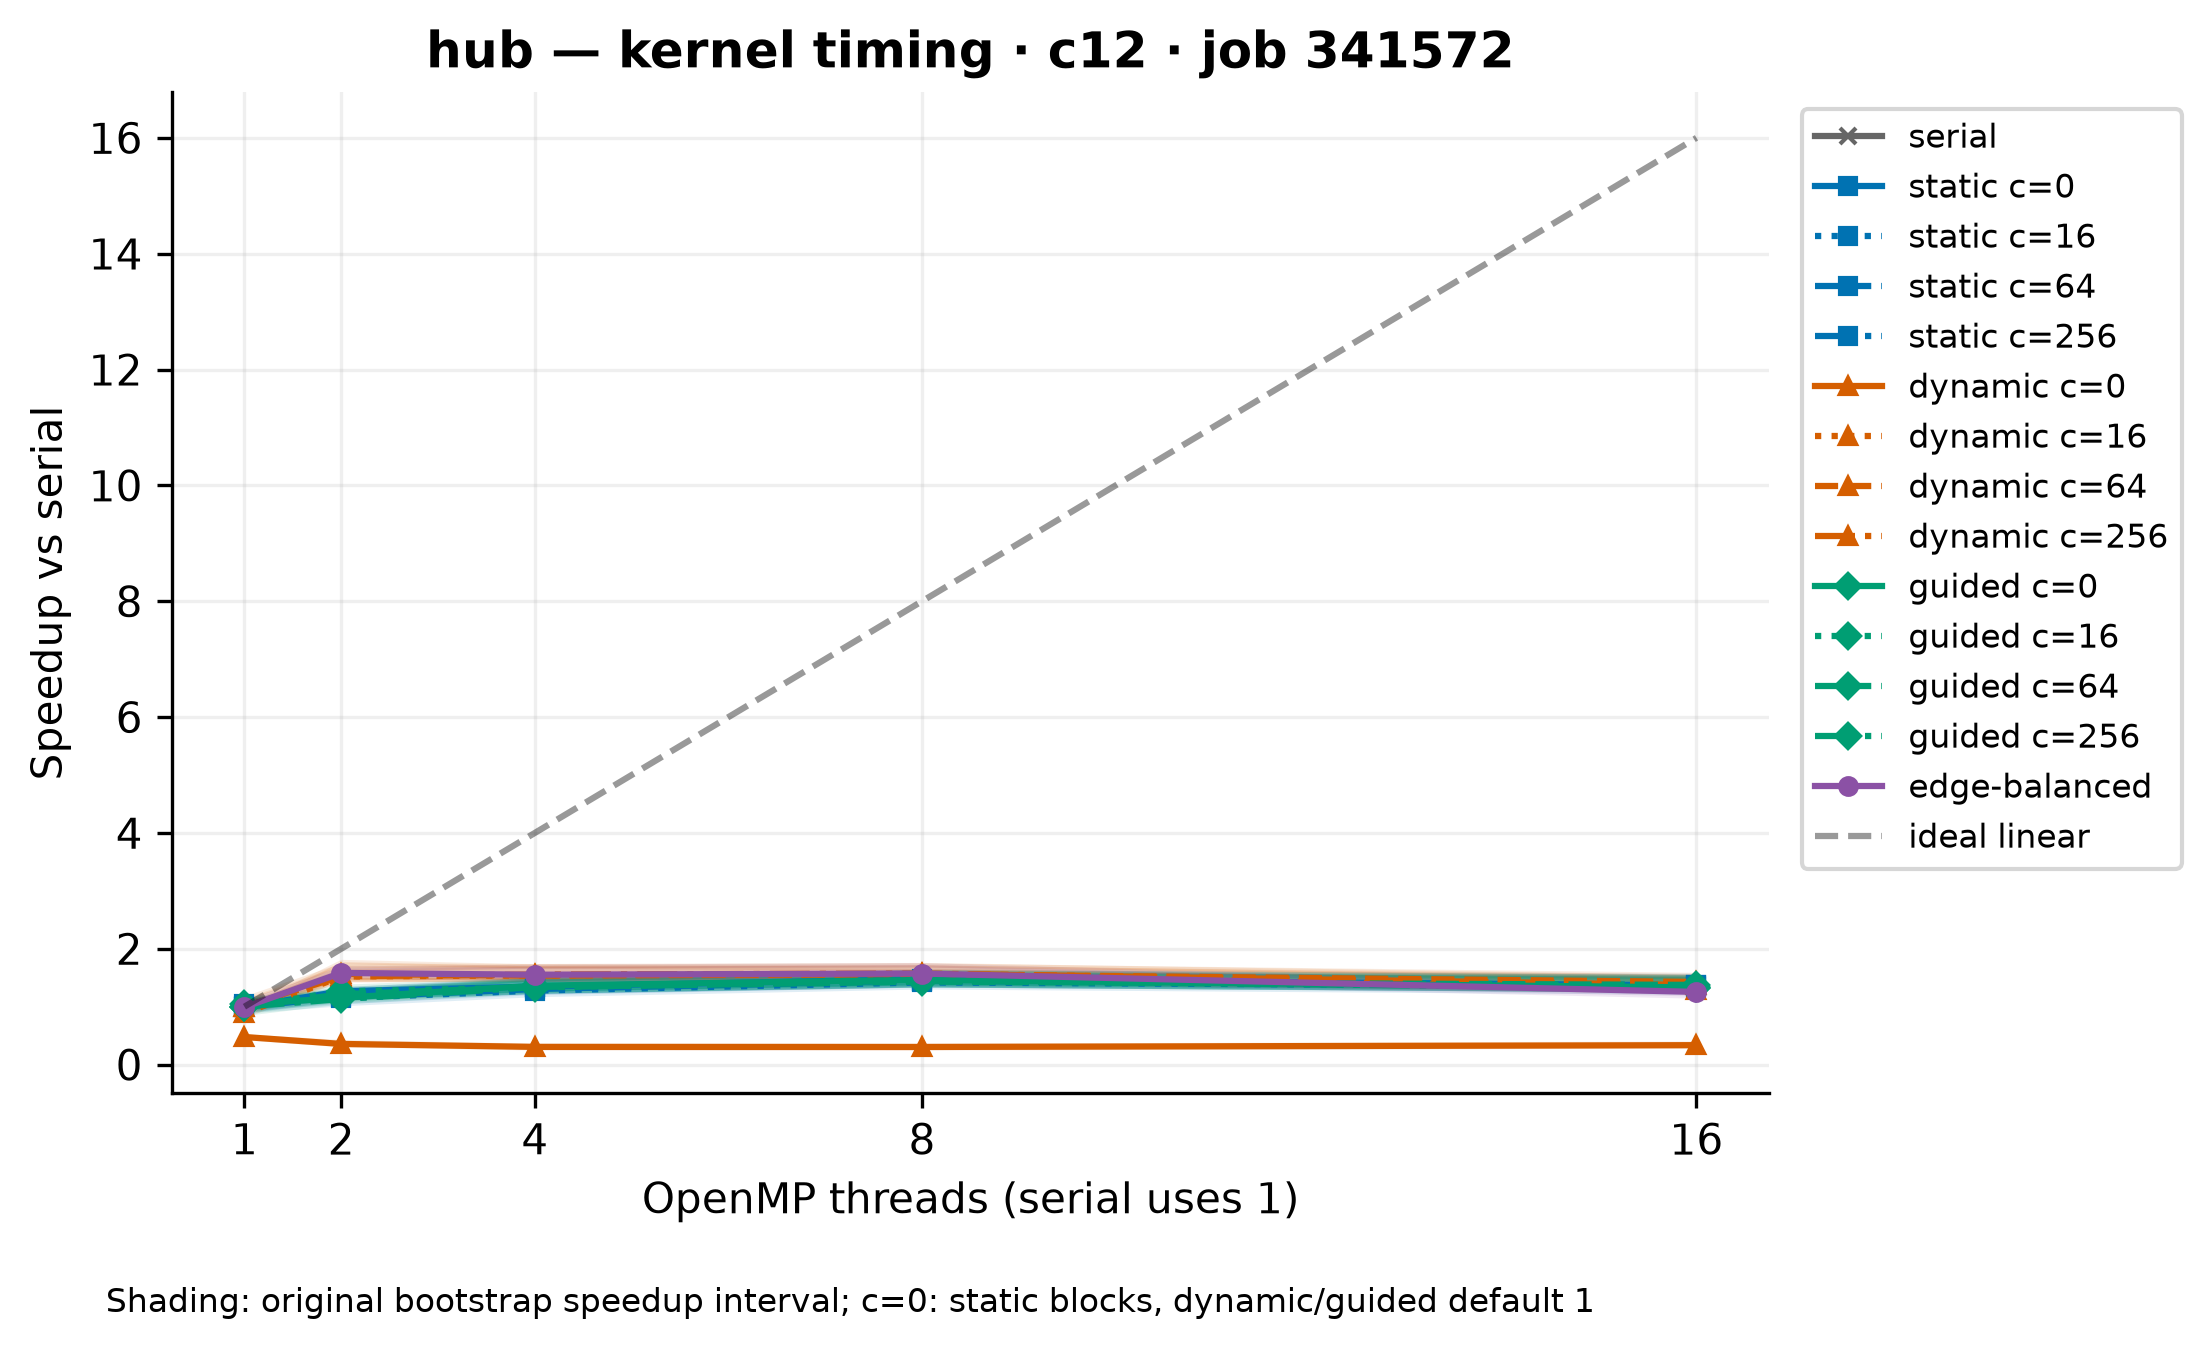 hub — kernel timing · c12 · job 341572
Speedup vs serial
16
14
12
10
8
6
4
2
0
1 2 4 8 16
OpenMP threads (serial uses 1)
serial
static c=0
static c=16
static c=64
static c=256
dynamic c=0
dynamic c=16
dynamic c=64
dynamic c=256
guided c=0
guided c=16
guided c=64
guided c=256
edge-balanced
ideal linear
Shading: original bootstrap speedup interval; c=0: static blocks, dynamic/guided default 1